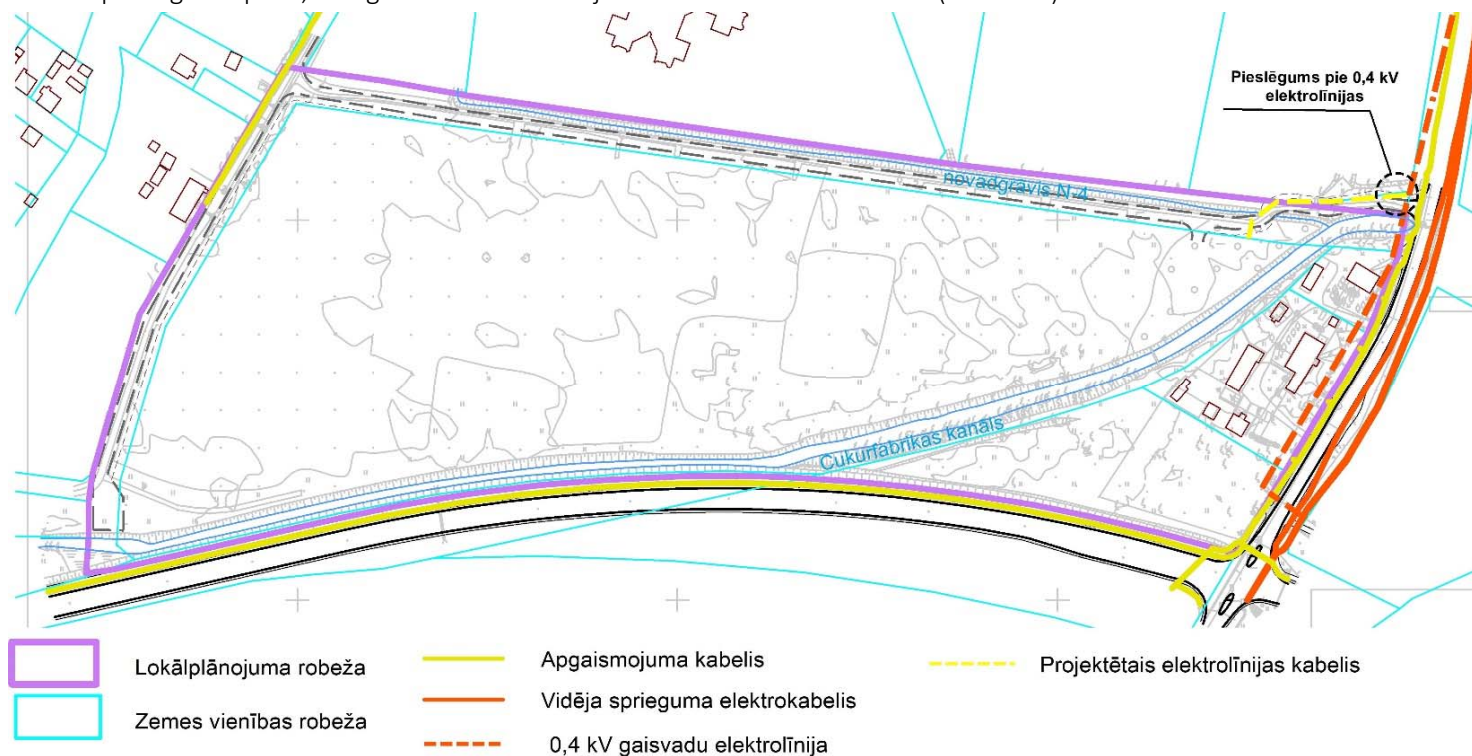 Pieslēgums pie 0,4 kV
elektrolīnijas
novadgrāvis N-4
Cukurfabrikas kanāls
Lokālplānojuma robeža
Apgaismojuma kabelis
Projektētais elektrolīnijas kabelis
Zemes vienības robeža
Vidēja sprieguma elektrokabelis
0,4 kV gaisvadu elektrolīnija